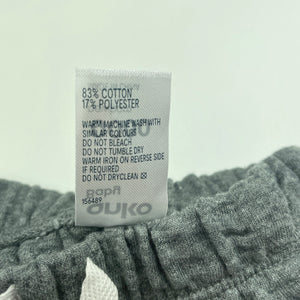 83% COTTON
17% POLYESTER
WARM MACHINE WASH WITH
SIMILAR COLOURS
DO NOT BLEACH
DO NOT TUMBLE DRY
WARM IRON ON REVERSE SIDE
IF REQUIRED
DO NOT DRYCLEAN
156489